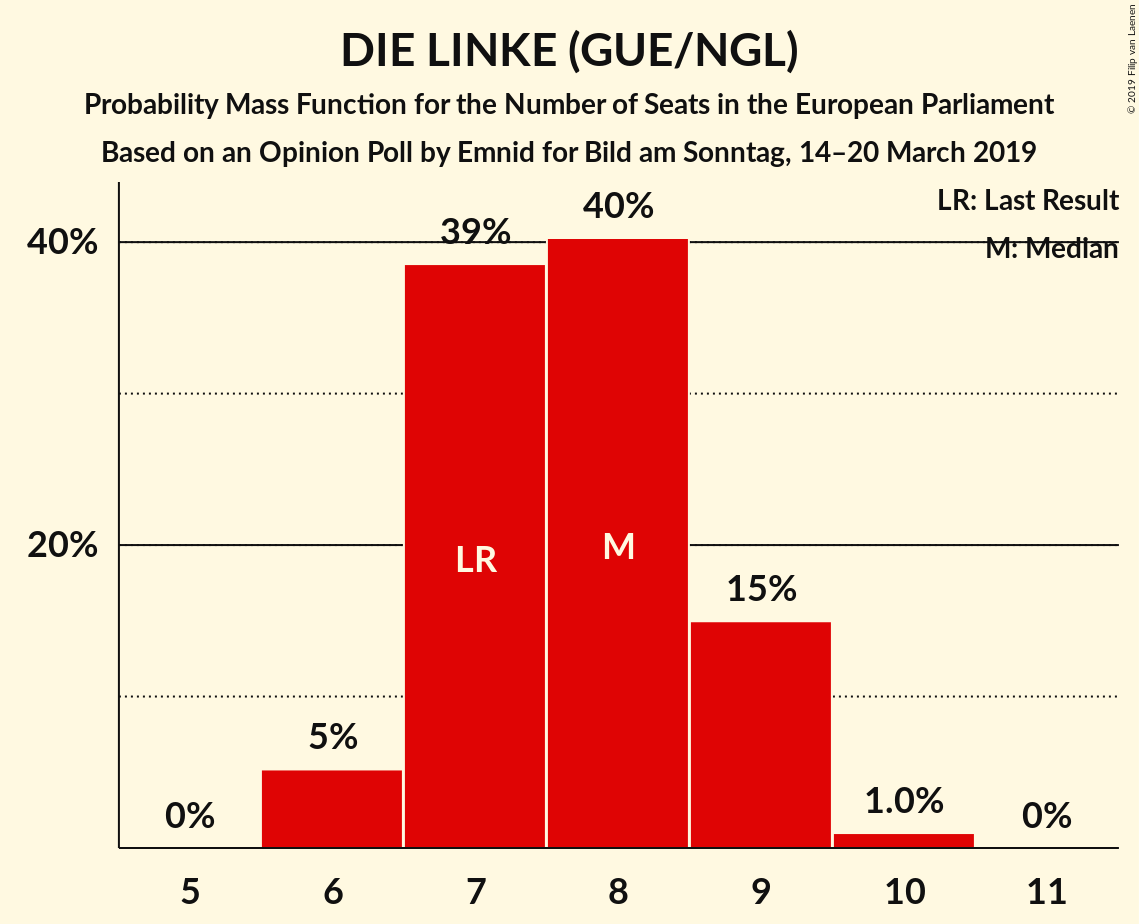 DIE LINKE (GUE/NGL)
Probability Mass Function for the Number of Seats in the European Parliament
Based on an Opinion Poll by Emnid for Bild am Sonntag, 14–20 March 2019
© 2019 Filip van Laenen
LR: Last Result
M: Median
40%
20%
0%
5%
39%
40%
15%
1.0%
0%
LR
M
5 6 7 8 9 10 11